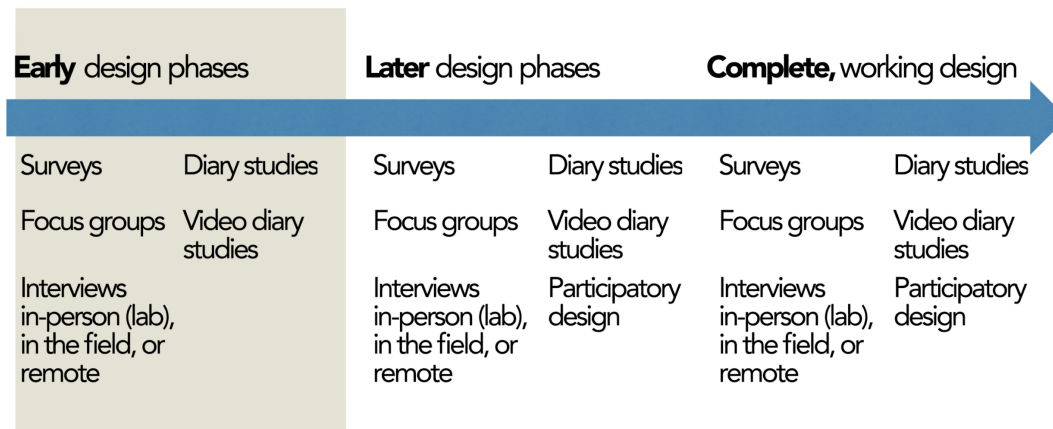 Early design phases
Surveys
Focus groups
Interviews
in-person (lab),
in the field, or
remote
Diary studies
Video diary
studies
Later design phases
Surveys
Focus groups
Interviews
in-person (lab),
in the field, or
remote
Diary studies
Video diary
studies
Participatory
design
Complete, working design
Surveys
Focus groups
Interviews
in-person (lab),
in the field, or
remote
Diary studies
Video diary
studies
Participatory
design